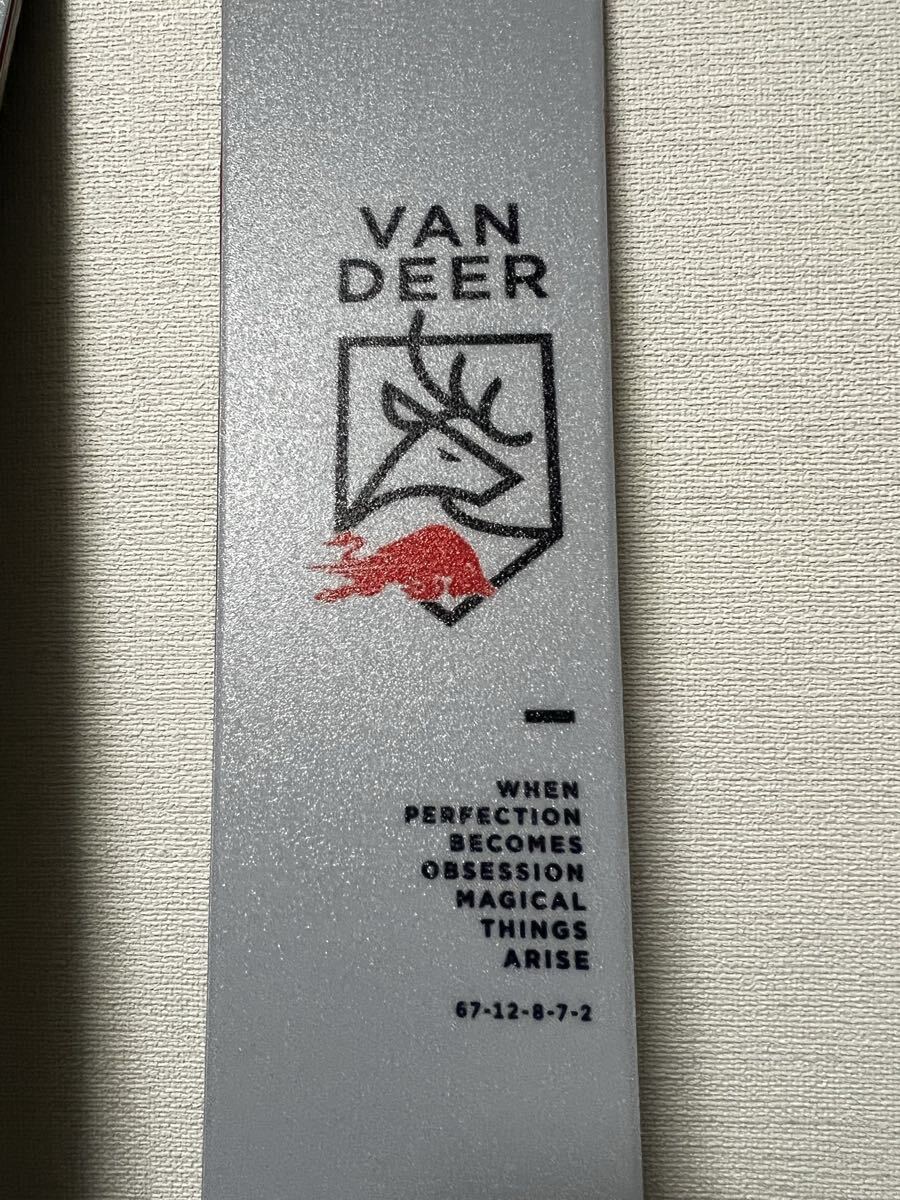 VAN
DEER
WHEN
PERFECTION
BECOMES
OBSESSION
MAGICAL
THINGS
ARISE
67-12-8-7-2